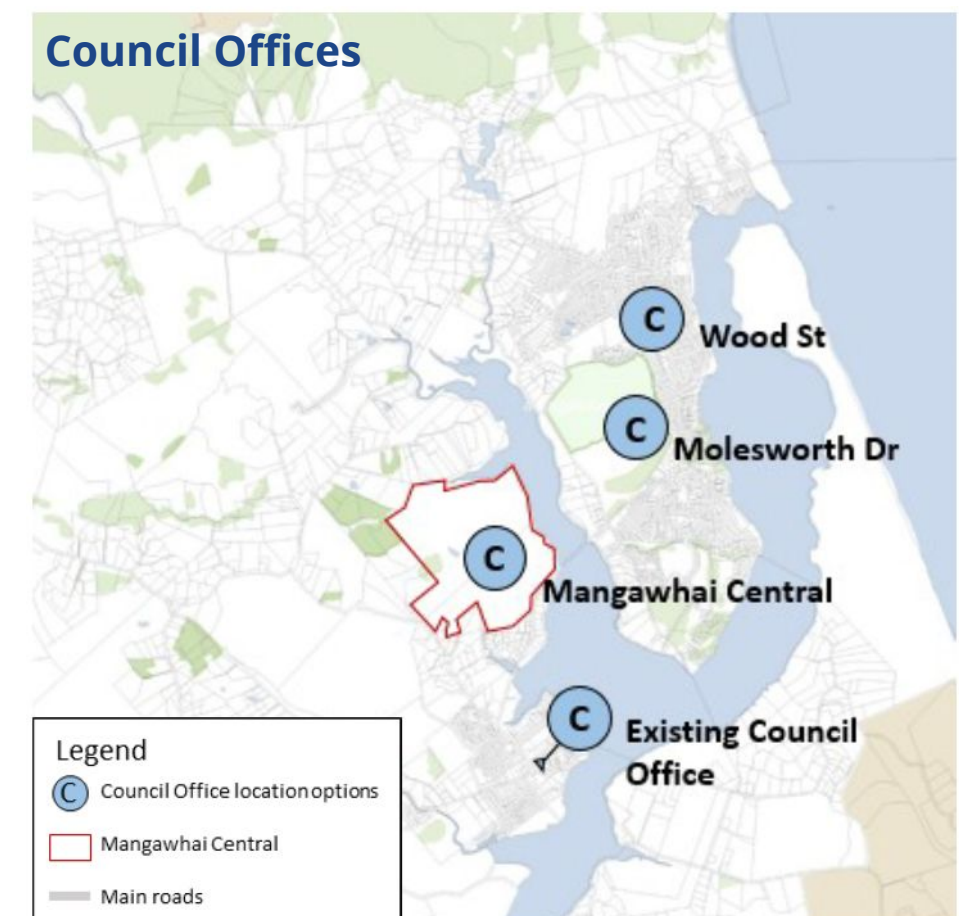 Council Offices
C
Wood St
C
Molesworth Dr
C
Mangawhai Central
C
Existing Council
Office
Legend
C Council Office location options
Mangawhai Central
Main roads